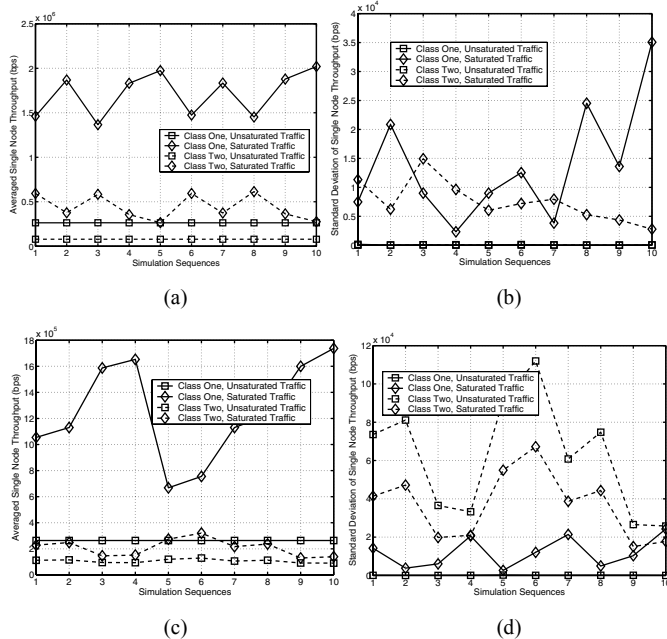 x 10^6
2.5
2
1.5
1
0.5
0
1 2 3 4 5 6 7 8 9 10
Averaged Single Node Throughput (bps)
Simulation Sequences
Class One, Unsaturated Traffic
Class One, Saturated Traffic
Class Two, Unsaturated Traffic
Class Two, Saturated Traffic
(a)
x 10^4
4.0
3.5
3.0
2.5
2.0
1.5
1.0
0.5
0
1 2 3 4 5 6 7 8 9 10
Standard Deviation of Single Node Throughput (bps)
Simulation Sequences
Class One, Unsaturated Traffic
Class One, Saturated Traffic
Class Two, Unsaturated Traffic
Class Two, Saturated Traffic
(b)
x 10^5
18
16
14
12
10
8
6
4
2
0
1 2 3 4 5 6 7 8 9 10
Averaged Single Node Throughput (bps)
Simulation Sequences
Class One, Unsaturated Traffic
Class One, Saturated Traffic
Class Two, Unsaturated Traffic
Class Two, Saturated Traffic
(c)
x 10^4
12
10
8
6
4
2
0
1 2 3 4 5 6 7 8 9 10
Standard Deviation of Single Node Throughput (bps)
Simulation Sequences
Class One, Unsaturated Traffic
Class One, Saturated Traffic
Class Two, Unsaturated Traffic
Class Two, Saturated Traffic
(d)